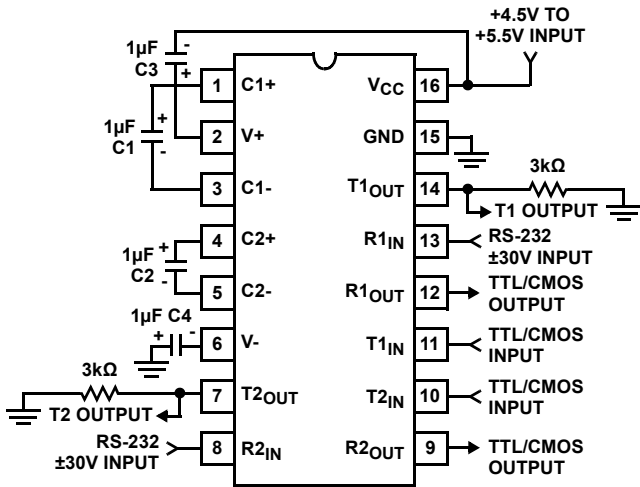 +4.5V TO
+5.5V INPUT
1µF
C3
-
+
1
C1+
VCC
16
1µF
C1
+
-
2
V+
GND
15
3
C1-
T1OUT
14
3kΩ
T1 OUTPUT
4
C2+
R1IN
13
RS-232
±30V INPUT
1µF
C2
+
-
5
C2-
R1OUT
12
TTL/CMOS
OUTPUT
1µF C4
+
-
6
V-
T1IN
11
TTL/CMOS
INPUT
3kΩ
T2 OUTPUT
7
T2OUT
T2IN
10
TTL/CMOS
INPUT
RS-232
±30V INPUT
8
R2IN
R2OUT
9
TTL/CMOS
OUTPUT